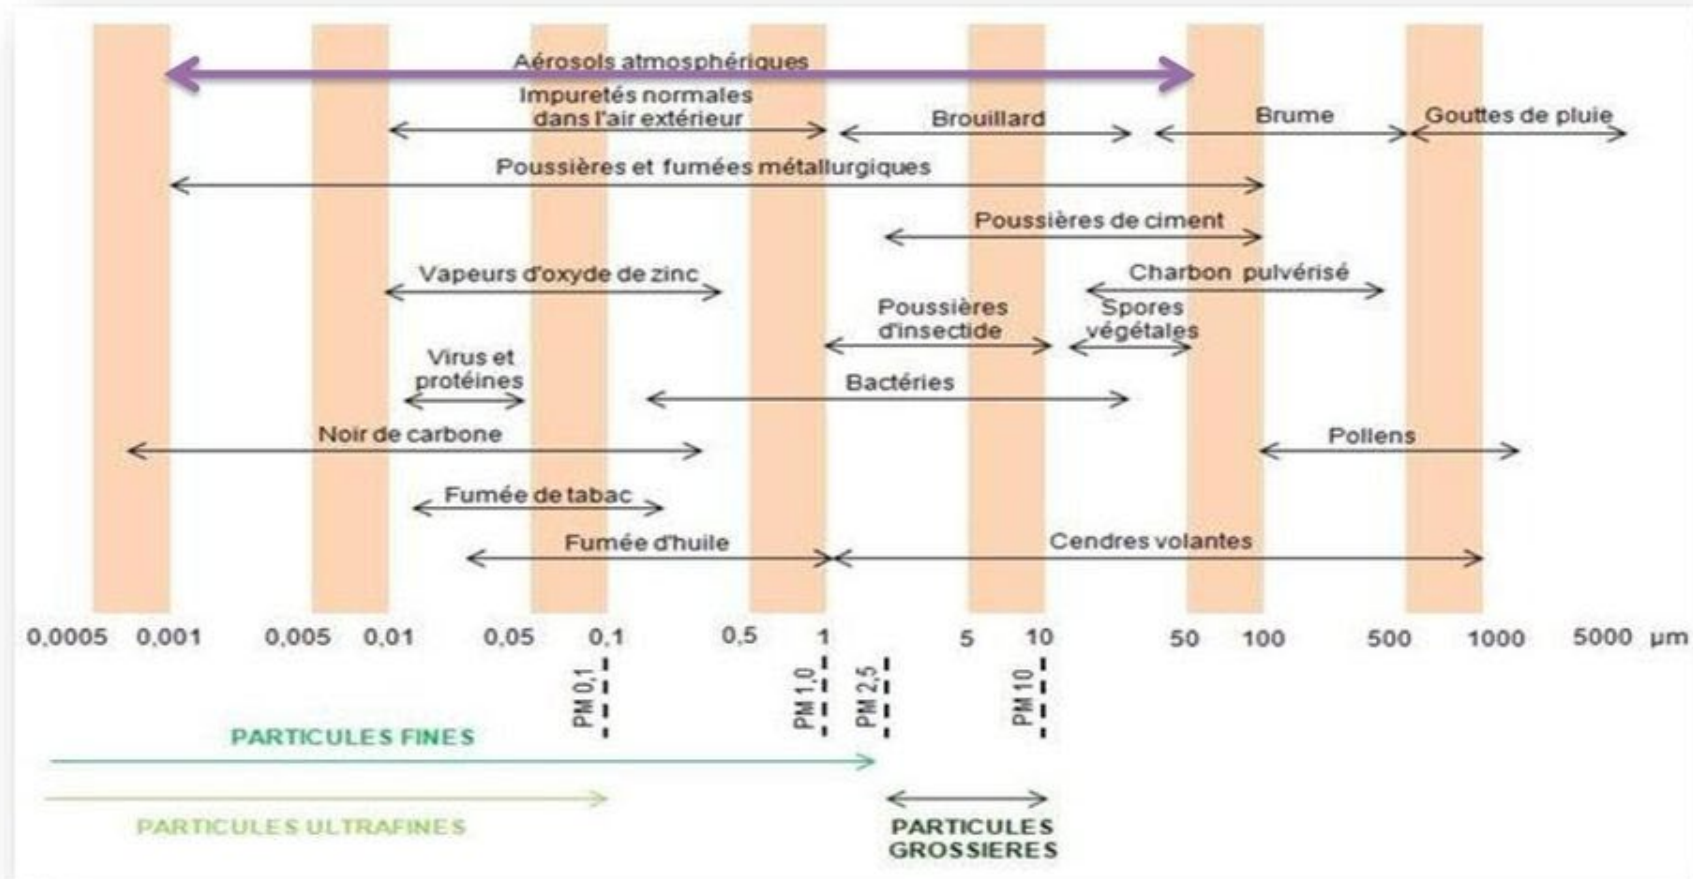 Aérosols atmosphériques
Impuretés normales
dans l'air extérieur
Brouillard
Brume
Gouttes de pluie
Poussières et fumées métallurgiques
Poussières de ciment
Vapeurs d'oxyde de zinc
Charbon pulvérisé
Poussières
d'insectide
Spores
végétales
Virus et
protéines
Bactéries
Noir de carbone
Pollens
Fumée de tabac
Fumée d'huile
Cendres volantes
0,0005 0,001 0,005 0,01 0,05 0,1 0,5 1 5 10 50 100 500 1000 5000 µm
PM 0,1
PM 1,0
PM 2,5
PM 10
PARTICULES FINES
PARTICULES ULTRAFINES
PARTICULES
GROSSIERES